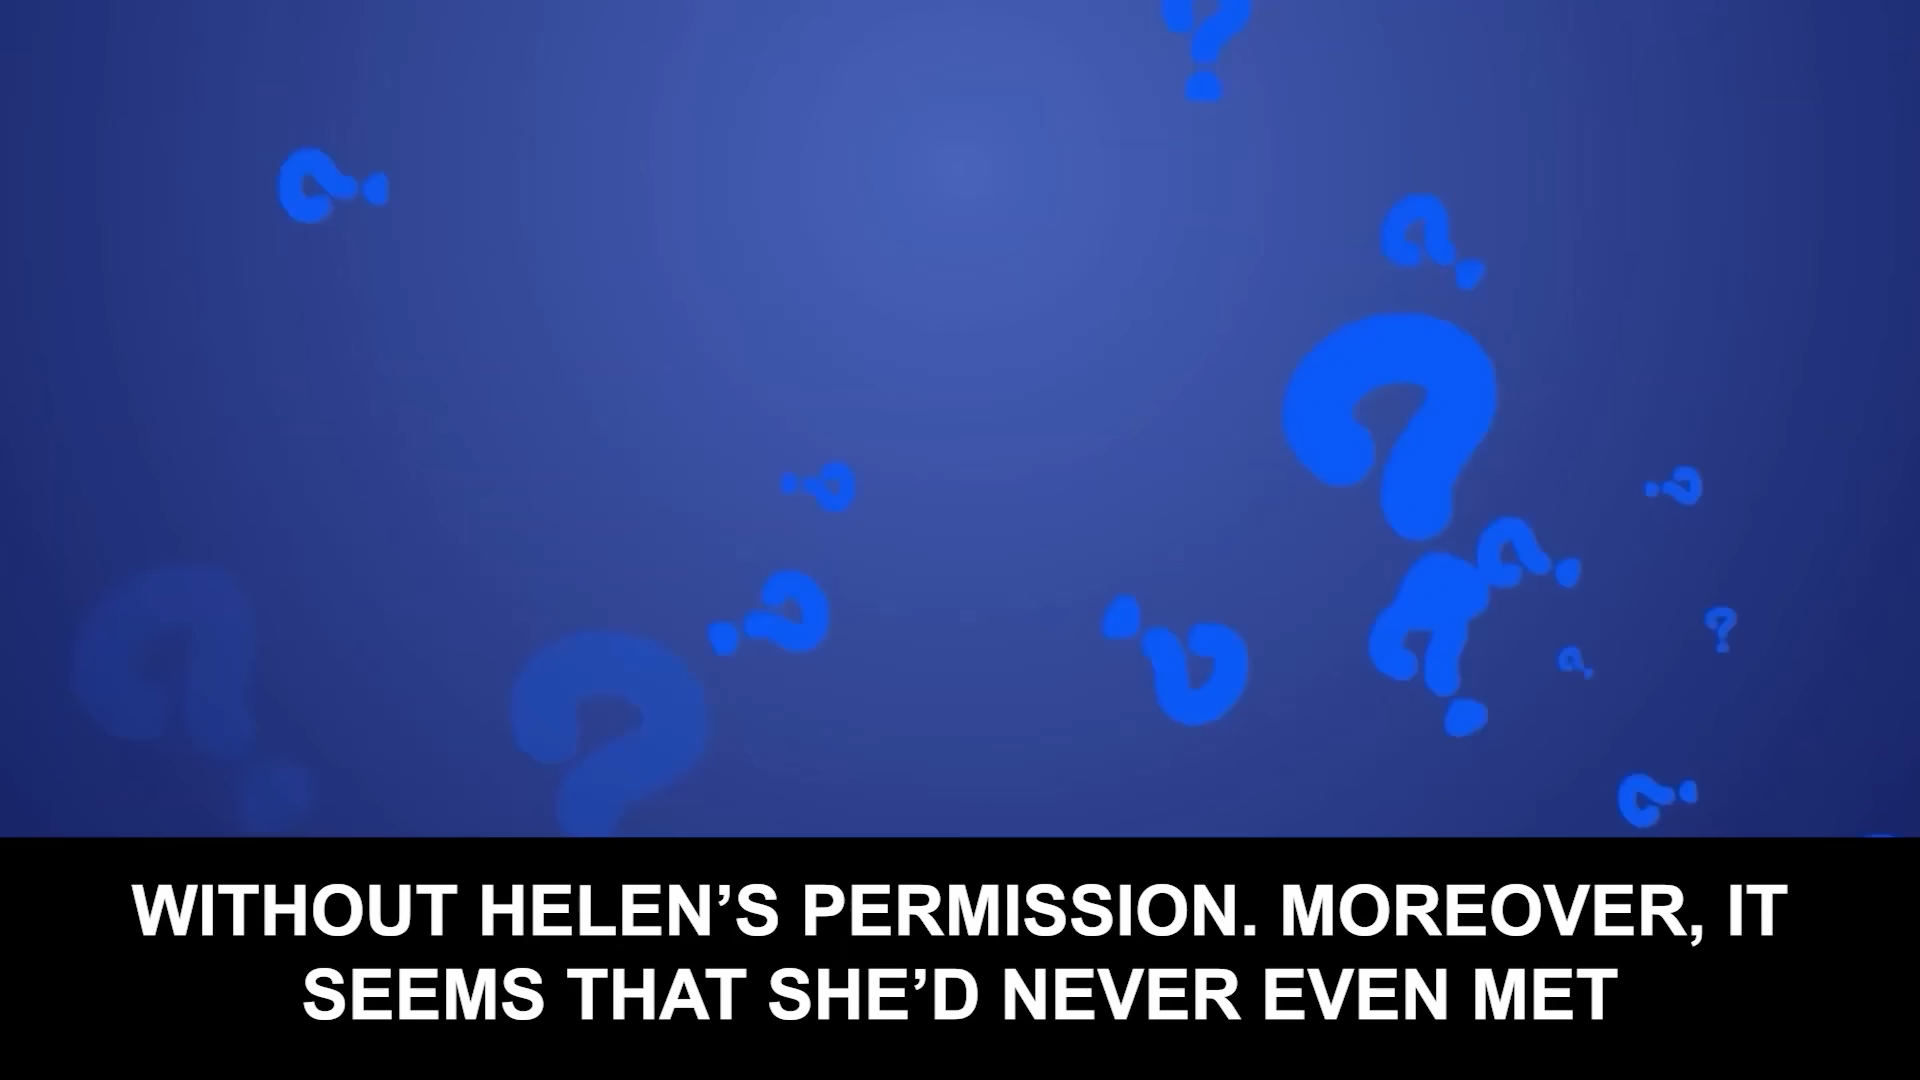 WITHOUT HELEN’S PERMISSION. MOREOVER, IT
SEEMS THAT SHE’D NEVER EVEN MET